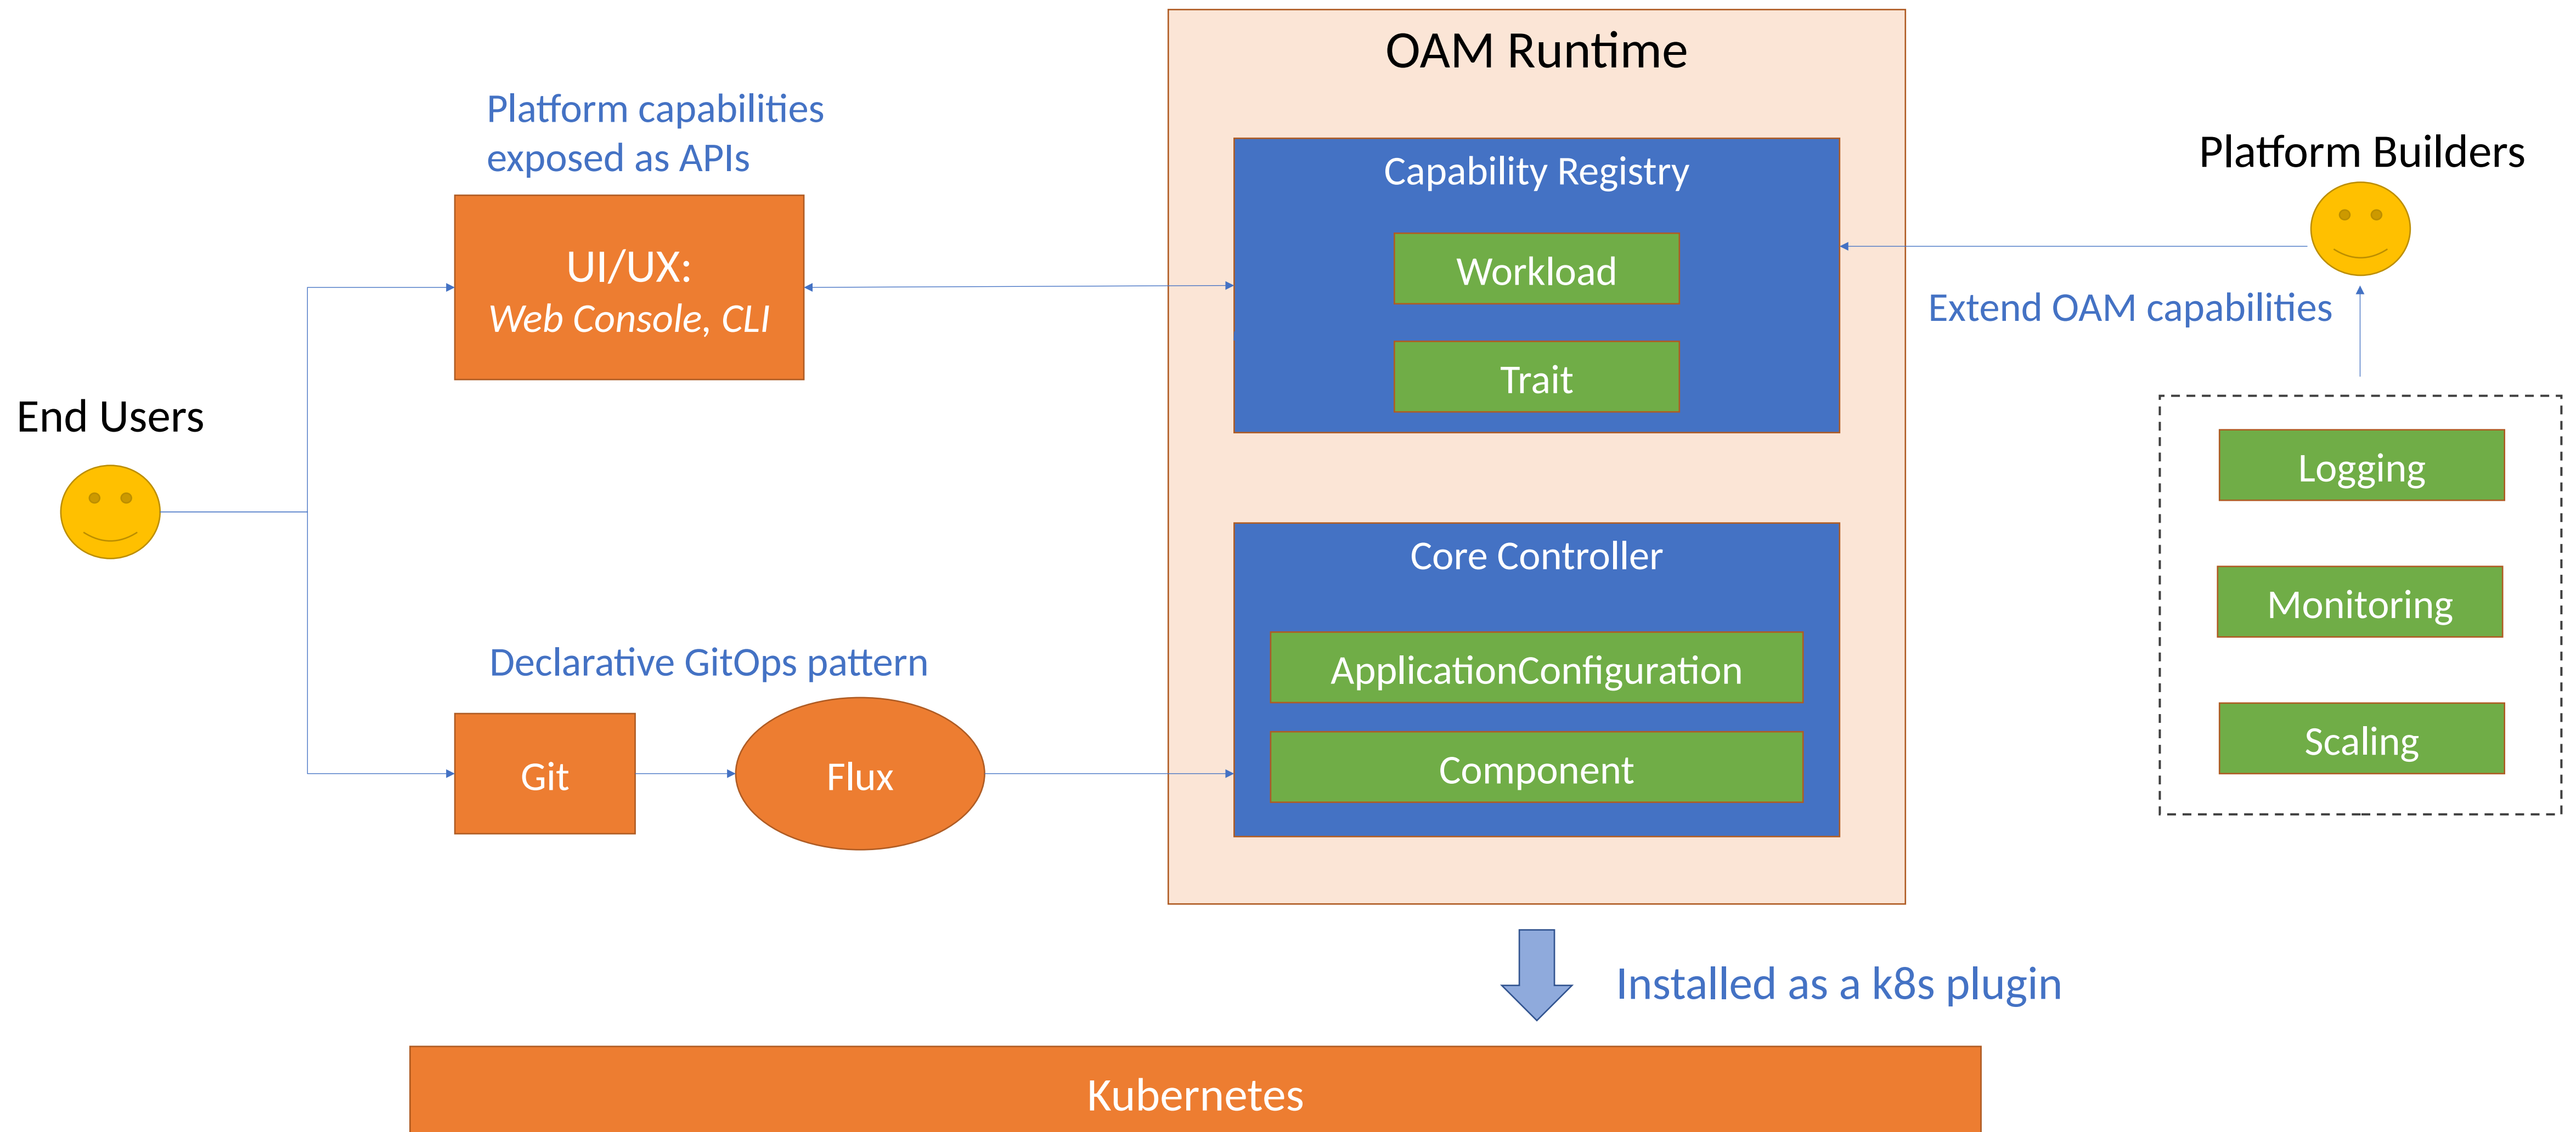 OAM Runtime
Platform capabilities
exposed as APIs
UI/UX:
Web Console, CLI
Capability Registry
Workload
Trait
Platform Builders
Extend OAM capabilities
End Users
Logging
Monitoring
Scaling
Core Controller
ApplicationConfiguration
Component
Declarative GitOps pattern
Git
Flux
Installed as a k8s plugin
Kubernetes